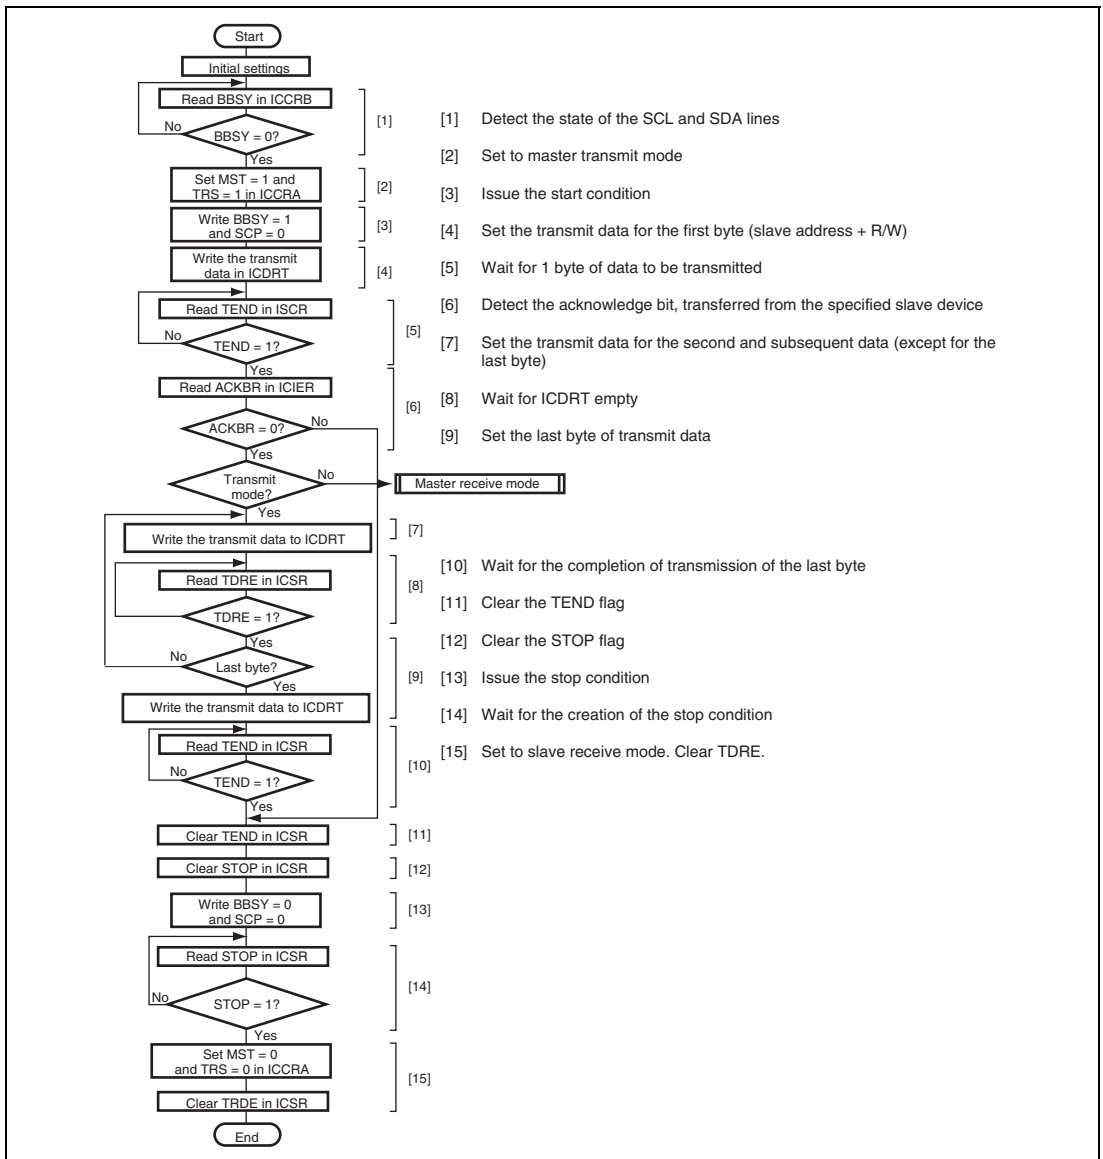 Start
Initial settings
Read BBSY in ICCRB
No
BBSY = 0?
Yes
[1]
Set MST = 1 and
TRS = 1 in ICCRA
[2]
Write BBSY = 1
and SCP = 0
[3]
Write the transmit
data in ICDRT
[4]
Read TEND in ISCR
No
TEND = 1?
Yes
[5]
Read ACKBR in ICIER
ACKBR = 0?
No
Yes
[6]
Transmit
mode?
No
Yes
Master receive mode
Write the transmit data to ICDRT
[7]
Read TDRE in ICSR
TDRE = 1?
Yes
[8]
No
Last byte?
Yes
[9]
Write the transmit data to ICDRT
Read TEND in ICSR
No
TEND = 1?
Yes
[10]
Clear TEND in ICSR
[11]
Clear STOP in ICSR
[12]
Write BBSY = 0
and SCP = 0
[13]
Read STOP in ICSR
No
STOP = 1?
Yes
[14]
Set MST = 0
and TRS = 0 in ICCRA
[15]
Clear TRDE in ICSR
End
[1] Detect the state of the SCL and SDA lines
[2] Set to master transmit mode
[3] Issue the start condition
[4] Set the transmit data for the first byte (slave address + R/W)
[5] Wait for 1 byte of data to be transmitted
[6] Detect the acknowledge bit, transferred from the specified slave device
[7] Set the transmit data for the second and subsequent data (except for the
last byte)
[8] Wait for ICDRT empty
[9] Set the last byte of transmit data
[10] Wait for the completion of transmission of the last byte
[11] Clear the TEND flag
[12] Clear the STOP flag
[13] Issue the stop condition
[14] Wait for the creation of the stop condition
[15] Set to slave receive mode. Clear TDRE.